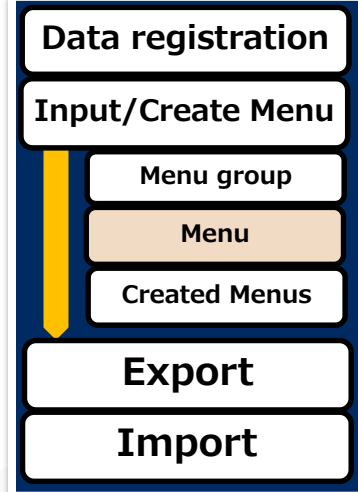 Data registration
Input/Create Menu
Menu group
Menu
Created Menus
Export
Import